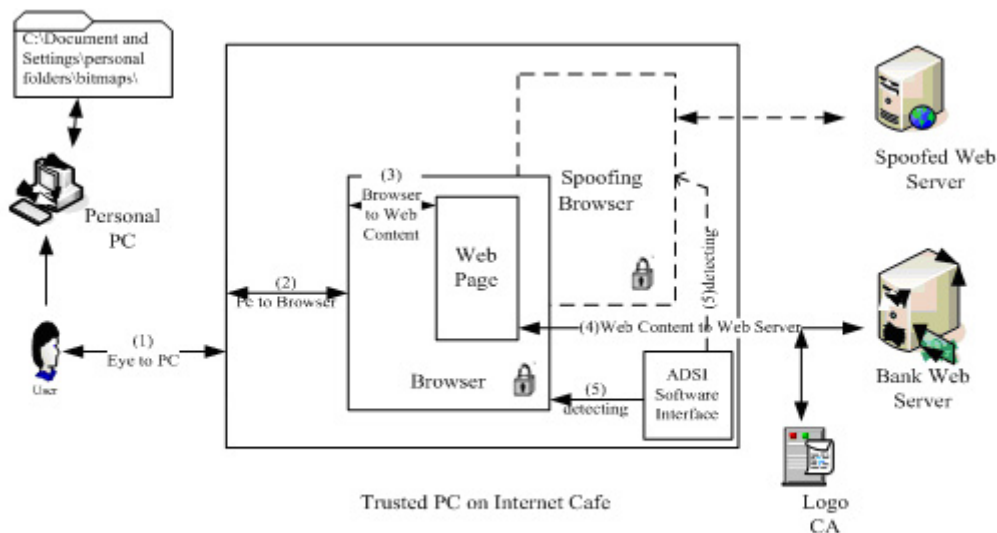 C:\Document and
Settings\personal
folders\bitmaps\
Personal
PC
User
(1)
Eye to PC
(2)
Pc to Browser
(3)
Browser
to Web
Content
Web
Page
Browser
Spoofing
Browser
(5)detecting
(4)Web Content to Web Server
(5)
detecting
ADSI
Software
Interface
Spoofed Web
Server
Bank Web
Server
Logo
CA
Trusted PC on Internet Cafe